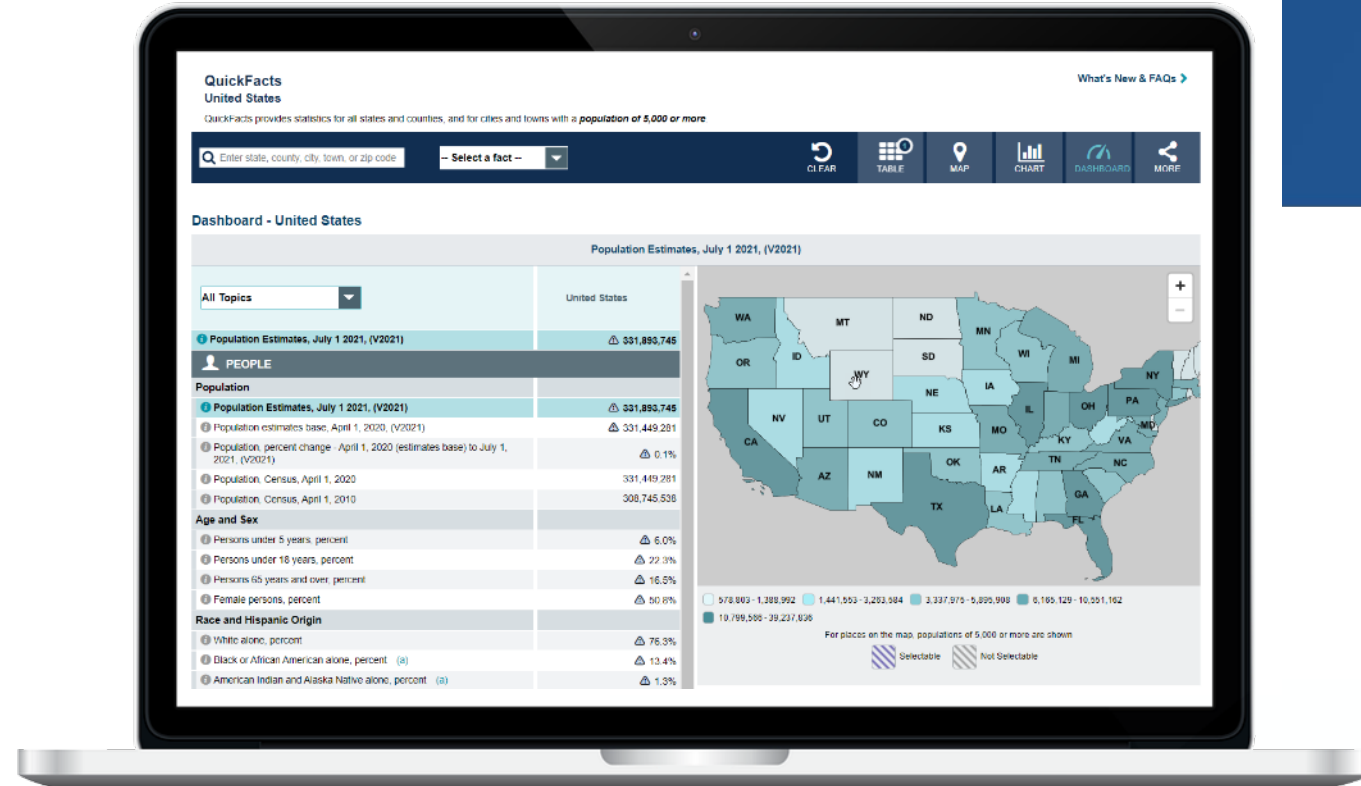 QuickFacts
What's New & FAQs
United States
QuickFacts provides statistics for all states and counties, and for cities and towns with a population of 5,000 or more
Enter state, county, city, town, or zip code
-- Select a fact --
CLEAR
1
TABLE
MAP
CHART
DASHBOARD
MORE
Dashboard - United States
Population Estimates, July 1 2021, (V2021)
All Topics
United States
Population Estimates, July 1 2021, (V2021) 331,893,745
PEOPLE
Population
Population Estimates, July 1 2021, (V2021) 331,893,745
Population estimates base, April 1, 2020, (V2021) 331,449,281
Population, percent change - April 1, 2020 (estimates base) to July 1,
2021, (V2021) 0.1%
Population, Census, April 1, 2020 331,449,281
Population, Census, April 1, 2010 308,745,538
Age and Sex
Persons under 5 years, percent 6.0%
Persons under 18 years, percent 22.3%
Persons 65 years and over, percent 16.5%
Female persons, percent 50.8%
Race and Hispanic Origin
White alone, percent 76.3%
Black or African American alone, percent (a) 13.4%
American Indian and Alaska Native alone, percent (a) 1.3%
+
−
WA
MT
ND
MN
OR
ID
SD
WI
MI
WY
NY
NE
IA
IL
OH
PA
NV
UT
CO
KS
MO
KY
MD
VA
CA
AZ
NM
OK
AR
TN
NC
TX
LA
GA
FL
578,803 - 1,388,992 1,441,553 - 3,263,584 3,337,975 - 5,895,908 6,165,129 - 10,551,162
10,799,566 - 39,237,836
For places on the map, populations of 5,000 or more are shown
Selectable Not Selectable